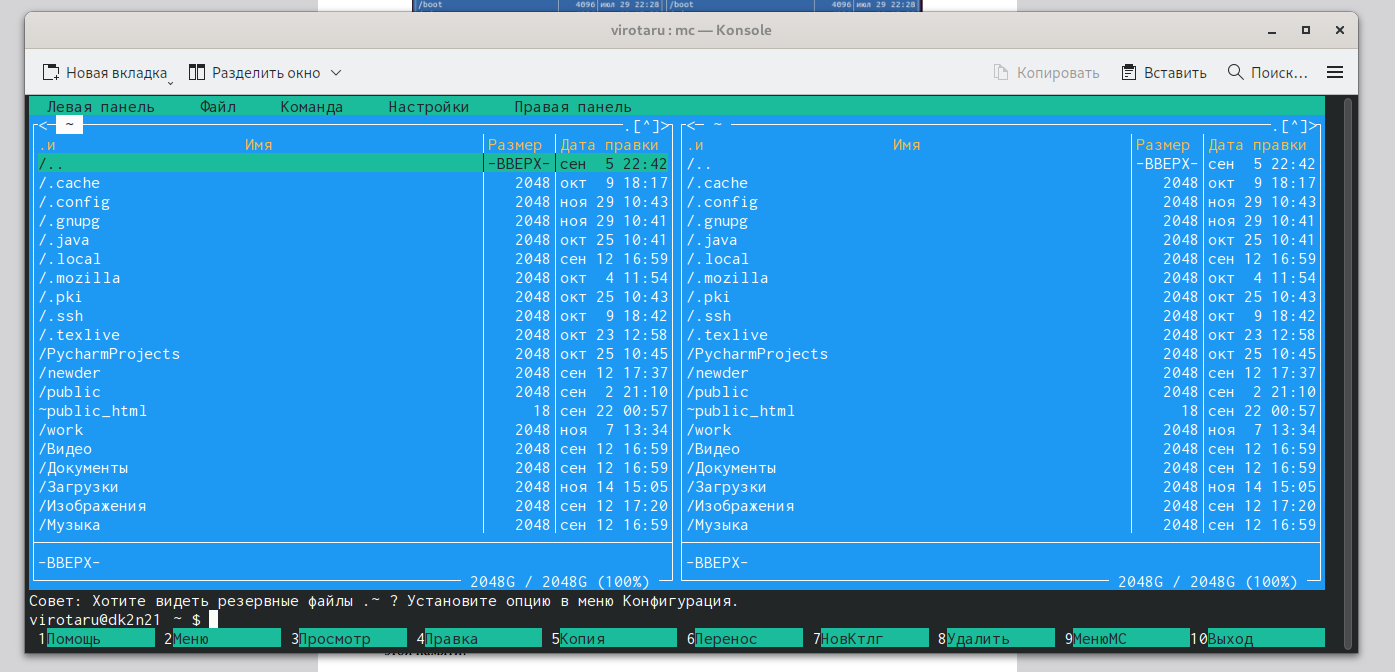 /boot 4096 июл 29 22:28 /boot 4096 июл 29 22:28
virotaru : mc — Konsole
Новая вкладка Разделить окно Копировать Вставить Поиск...
Левая панель Файл Команда Настройки Правая панель
<- ~ .[^]> <- ~ .[^]>
.и Имя Размер Дата правки .и Имя Размер Дата правки
/.. -ВВЕРХ- сен 5 22:42 /.. -ВВЕРХ- сен 5 22:42
/.cache 2048 окт 9 18:17 /.cache 2048 окт 9 18:17
/.config 2048 ноя 29 10:43 /.config 2048 ноя 29 10:43
/.gnupg 2048 ноя 29 10:41 /.gnupg 2048 ноя 29 10:41
/.java 2048 окт 25 10:41 /.java 2048 окт 25 10:41
/.local 2048 сен 12 16:59 /.local 2048 сен 12 16:59
/.mozilla 2048 окт 4 11:54 /.mozilla 2048 окт 4 11:54
/.pki 2048 окт 25 10:43 /.pki 2048 окт 25 10:43
/.ssh 2048 окт 9 18:42 /.ssh 2048 окт 9 18:42
/.texlive 2048 окт 23 12:58 /.texlive 2048 окт 23 12:58
/PycharmProjects 2048 окт 25 10:45 /PycharmProjects 2048 окт 25 10:45
/newder 2048 сен 12 17:37 /newder 2048 сен 12 17:37
/public 2048 сен 2 21:10 /public 2048 сен 2 21:10
~public_html 18 сен 22 00:57 ~public_html 18 сен 22 00:57
/work 2048 ноя 7 13:34 /work 2048 ноя 7 13:34
/Видео 2048 сен 12 16:59 /Видео 2048 сен 12 16:59
/Документы 2048 сен 12 16:59 /Документы 2048 сен 12 16:59
/Загрузки 2048 ноя 14 15:05 /Загрузки 2048 ноя 14 15:05
/Изображения 2048 сен 12 17:20 /Изображения 2048 сен 12 17:20
/Музыка 2048 сен 12 16:59 /Музыка 2048 сен 12 16:59
-ВВЕРХ- -ВВЕРХ-
2048G / 2048G (100%) 2048G / 2048G (100%)
Совет: Хотите видеть резервные файлы .~ ? Установите опцию в меню Конфигурация.
virotaru@dk2n21 ~ $
1Помощь 2Меню 3Просмотр 4Правка 5Копия 6Перенос 7НовКтлг 8Удалить 9МенюMC 10Выход